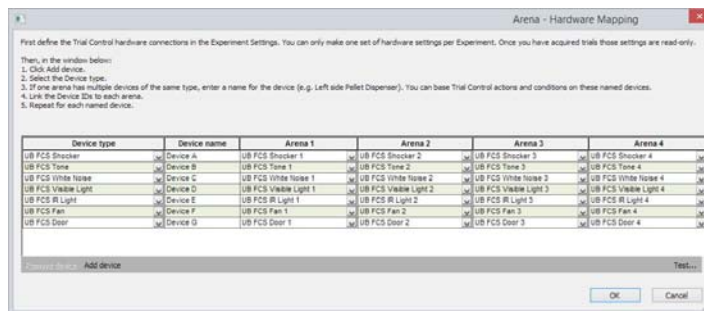 Arena - Hardware Mapping
First define the Trial Control hardware connections in the Experiment Settings. You can only make one set of hardware settings per Experiment. Once you have acquired trials those settings are read-only.
Then, in the window below:
1. Click Add device.
2. Select the Device type.
3. If one arena has multiple devices of the same type, enter a name for the device (e.g. Left side Pellet Dispenser). You can base Trial Control actions and conditions on these named devices.
4. Link the Device IDs to each arena.
5. Repeat for each named device.
Device type Device name Arena 1 Arena 2 Arena 3 Arena 4
UB FCS Shocker Device A UB FCS Shocker 1 UB FCS Shocker 2 UB FCS Shocker 3 UB FCS Shocker 4
UB FCS Tone Device B UB FCS Tone 1 UB FCS Tone 2 UB FCS Tone 3 UB FCS Tone 4
UB FCS White Noise Device C UB FCS White Noise 1 UB FCS White Noise 2 UB FCS White Noise 3 UB FCS White Noise 4
UB FCS Visible Light Device D UB FCS Visible Light 1 UB FCS Visible Light 2 UB FCS Visible Light 3 UB FCS Visible Light 4
UB FCS IR Light Device E UB FCS IR Light 1 UB FCS IR Light 2 UB FCS IR Light 3 UB FCS IR Light 4
UB FCS Fan Device F UB FCS Fan 1 UB FCS Fan 2 UB FCS Fan 3 UB FCS Fan 4
UB FCS Door Device G UB FCS Door 1 UB FCS Door 2 UB FCS Door 3 UB FCS Door 4
Add device Test...
OK Cancel